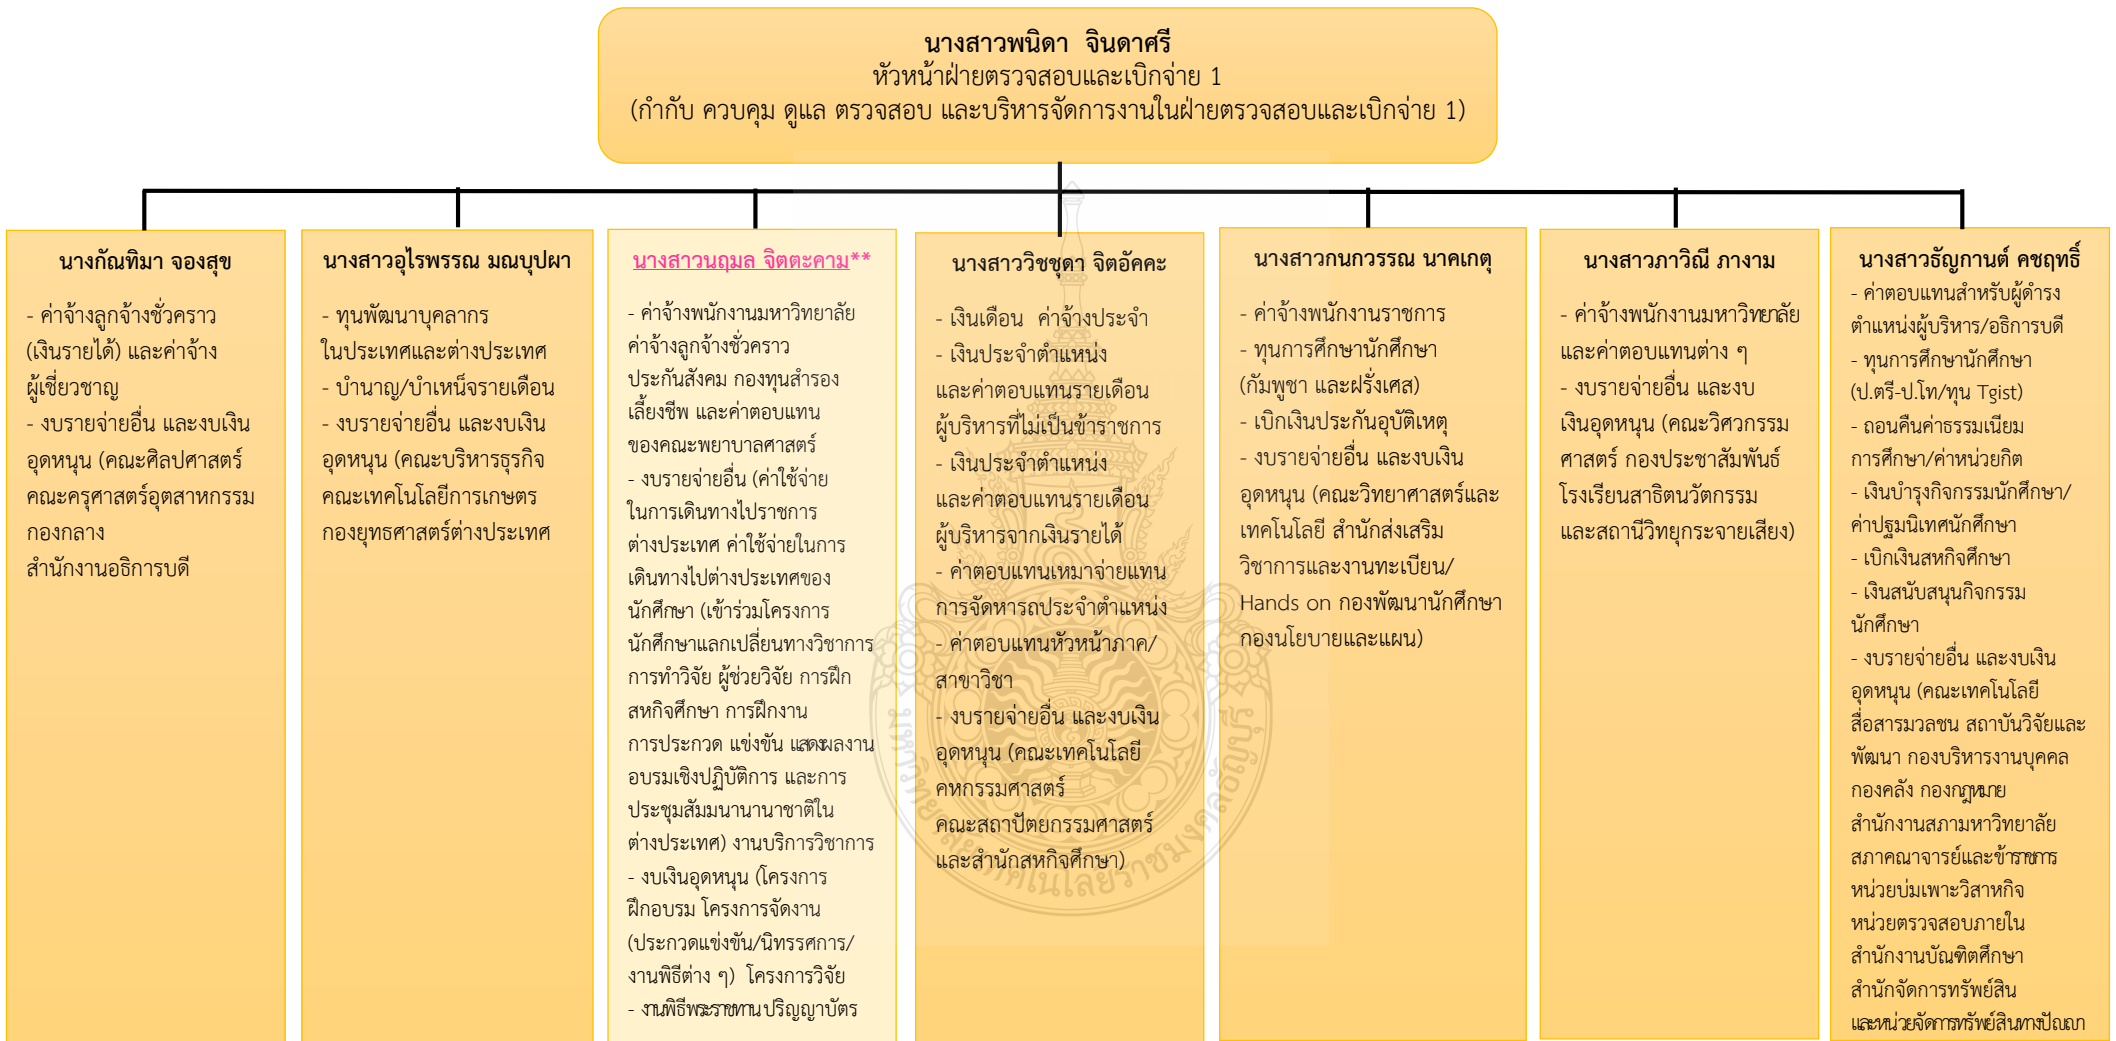 นางสาวพนิดา จินดาศรี
หัวหน้าฝ่ายตรวจสอบและเบิกจ่าย 1
(กำกับ ควบคุม ดูแล ตรวจสอบ และบริหารจัดการงานในฝ่ายตรวจสอบและเบิกจ่าย 1)
นางกัณทิมา จองสุข
- ค่าจ้างลูกจ้างชั่วคราว
(เงินรายได้) และค่าจ้าง
ผู้เชี่ยวชาญ
- งบรายจ่ายอื่น และงบเงิน
อุดหนุน (คณะศิลปศาสตร์
คณะครุศาสตร์อุตสาหกรรม
กองกลาง
สำนักงานอธิการบดี
นางสาวอุไรพรรณ มณบุปผา
- ทุนพัฒนาบุคลากร
ในประเทศและต่างประเทศ
- บำนาญ/บำเหน็จรายเดือน
- งบรายจ่ายอื่น และงบเงิน
อุดหนุน (คณะบริหารธุรกิจ
คณะเทคโนโลยีการเกษตร
กองยุทธศาสตร์ต่างประเทศ
นางสาวนฤมล จิตตะคาม**
- ค่าจ้างพนักงานมหาวิทยาลัย
ค่าจ้างลูกจ้างชั่วคราว
ประกันสังคม กองทุนสำรอง
เลี้ยงชีพ และค่าตอบแทน
ของคณะพยาบาลศาสตร์
- งบรายจ่ายอื่น (ค่าใช้จ่าย
ในการเดินทางไปราชการ
ต่างประเทศ ค่าใช้จ่ายในการ
เดินทางไปต่างประเทศของ
นักศึกษา (เข้าร่วมโครงการ
นักศึกษาแลกเปลี่ยนทางวิชาการ
การทำวิจัย ผู้ช่วยวิจัย การฝึก
สหกิจศึกษา การฝึกงาน
การประกวด แข่งขัน แสดงผลงาน
อบรมเชิงปฏิบัติการ และการ
ประชุมสัมมนานานาชาติใน
ต่างประเทศ) งานบริการวิชาการ
- งบเงินอุดหนุน (โครงการ
ฝึกอบรม โครงการจัดงาน
(ประกวดแข่งขัน/นิทรรศการ/
งานพิธีต่าง ๆ) โครงการวิจัย
- งานพิธีพระราชทานปริญญาบัตร
นางสาววิชชุดา จิตอัคคะ
- เงินเดือน ค่าจ้างประจำ
- เงินประจำตำแหน่ง
และค่าตอบแทนรายเดือน
ผู้บริหารที่ไม่เป็นข้าราชการ
- เงินประจำตำแหน่ง
และค่าตอบแทนรายเดือน
ผู้บริหารจากเงินรายได้
- ค่าตอบแทนเหมาจ่ายแทน
การจัดหารถประจำตำแหน่ง
- ค่าตอบแทนหัวหน้าภาค/
สาขาวิชา
- งบรายจ่ายอื่น และงบเงิน
อุดหนุน (คณะเทคโนโลยี
คหกรรมศาสตร์
คณะสถาปัตยกรรมศาสตร์
และสำนักสหกิจศึกษา)
นางสาวกนกวรรณ นาคเกตุ
- ค่าจ้างพนักงานราชการ
- ทุนการศึกษานักศึกษา
(กัมพูชา และฝรั่งเศส)
- เบิกเงินประกันอุบัติเหตุ
- งบรายจ่ายอื่น และงบเงิน
อุดหนุน (คณะวิทยาศาสตร์และ
เทคโนโลยี สำนักส่งเสริม
วิชาการและงานทะเบียน/
Hands on กองพัฒนานักศึกษา
กองนโยบายและแผน)
นางสาวภาวิณี ภางาม
- ค่าจ้างพนักงานมหาวิทยาลัย
และค่าตอบแทนต่าง ๆ
- งบรายจ่ายอื่น และงบ
เงินอุดหนุน (คณะวิศวกรรม
ศาสตร์ กองประชาสัมพันธ์
โรงเรียนสาธิตนวัตกรรม
และสถานีวิทยุกระจายเสียง)
นางสาวธัญกานต์ คชฤทธิ์
- ค่าตอบแทนสำหรับผู้ดำรง
ตำแหน่งผู้บริหาร/อธิการบดี
- ทุนการศึกษานักศึกษา
(ป.ตรี-ป.โท/ทุน Tgist)
- ถอนคืนค่าธรรมเนียม
การศึกษา/ค่าหน่วยกิต
- เงินบำรุงกิจกรรมนักศึกษา/
ค่าปฐมนิเทศนักศึกษา
- เบิกเงินสหกิจศึกษา
- เงินสนับสนุนกิจกรรม
นักศึกษา
- งบรายจ่ายอื่น และงบเงิน
อุดหนุน (คณะเทคโนโลยี
สื่อสารมวลชน สถาบันวิจัยและ
พัฒนา กองบริหารงานบุคคล
กองคลัง กองกฎหมาย
สำนักงานสภามหาวิทยาลัย
สภาคณาจารย์และข้าราชการ
หน่วยบ่มเพาะวิสาหกิจ
หน่วยตรวจสอบภายใน
สำนักงานบัณฑิตศึกษา
สำนักจัดการทรัพย์สิน
และหน่วยจัดการทรัพย์สินทางปัญญา
มหาวิทยาลัยเทคโนโลยีราชมงคลธัญบุรี